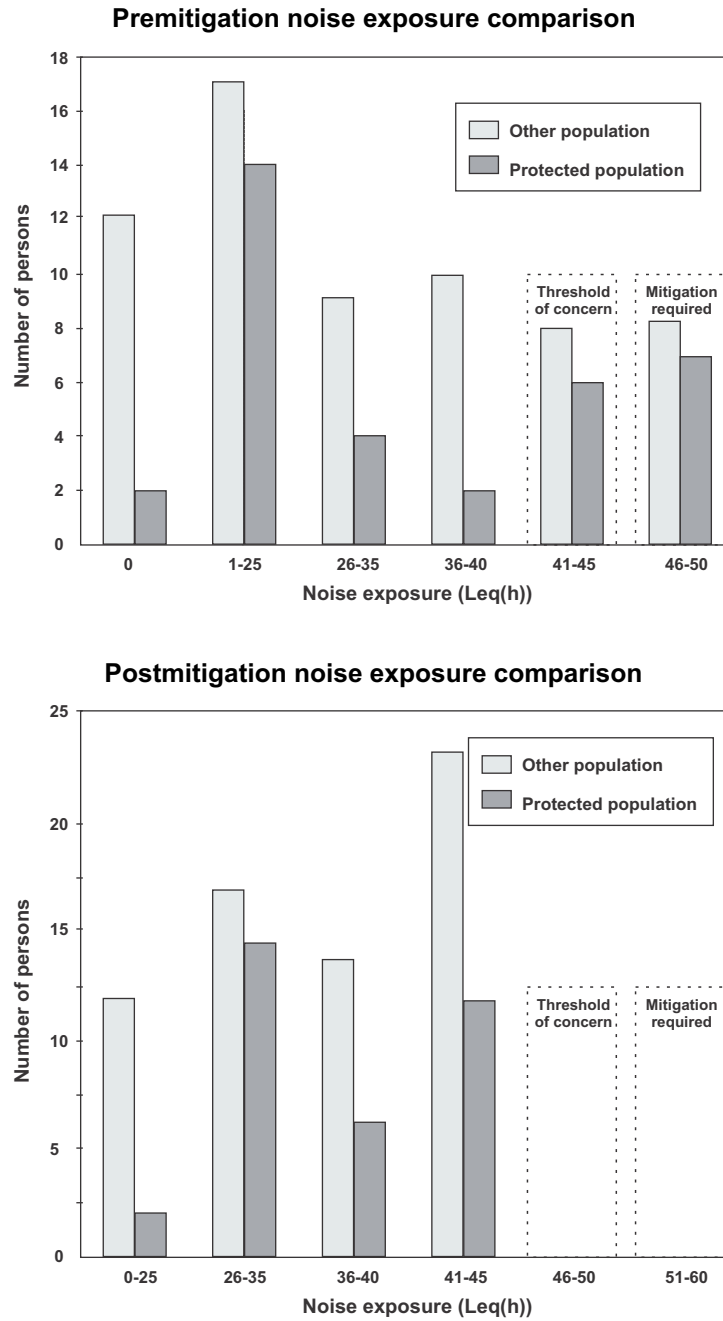 Premitigation noise exposure comparison
18
16
14
12
10
8
6
4
2
0
Number of persons
Other population
Protected population
Threshold
of concern
Mitigation
required
0
1-25
26-35
36-40
41-45
46-50
Noise exposure (Leq(h))
Postmitigation noise exposure comparison
25
20
15
10
5
0
Number of persons
Other population
Protected population
Threshold
of concern
Mitigation
required
0-25
26-35
36-40
41-45
46-50
51-60
Noise exposure (Leq(h))